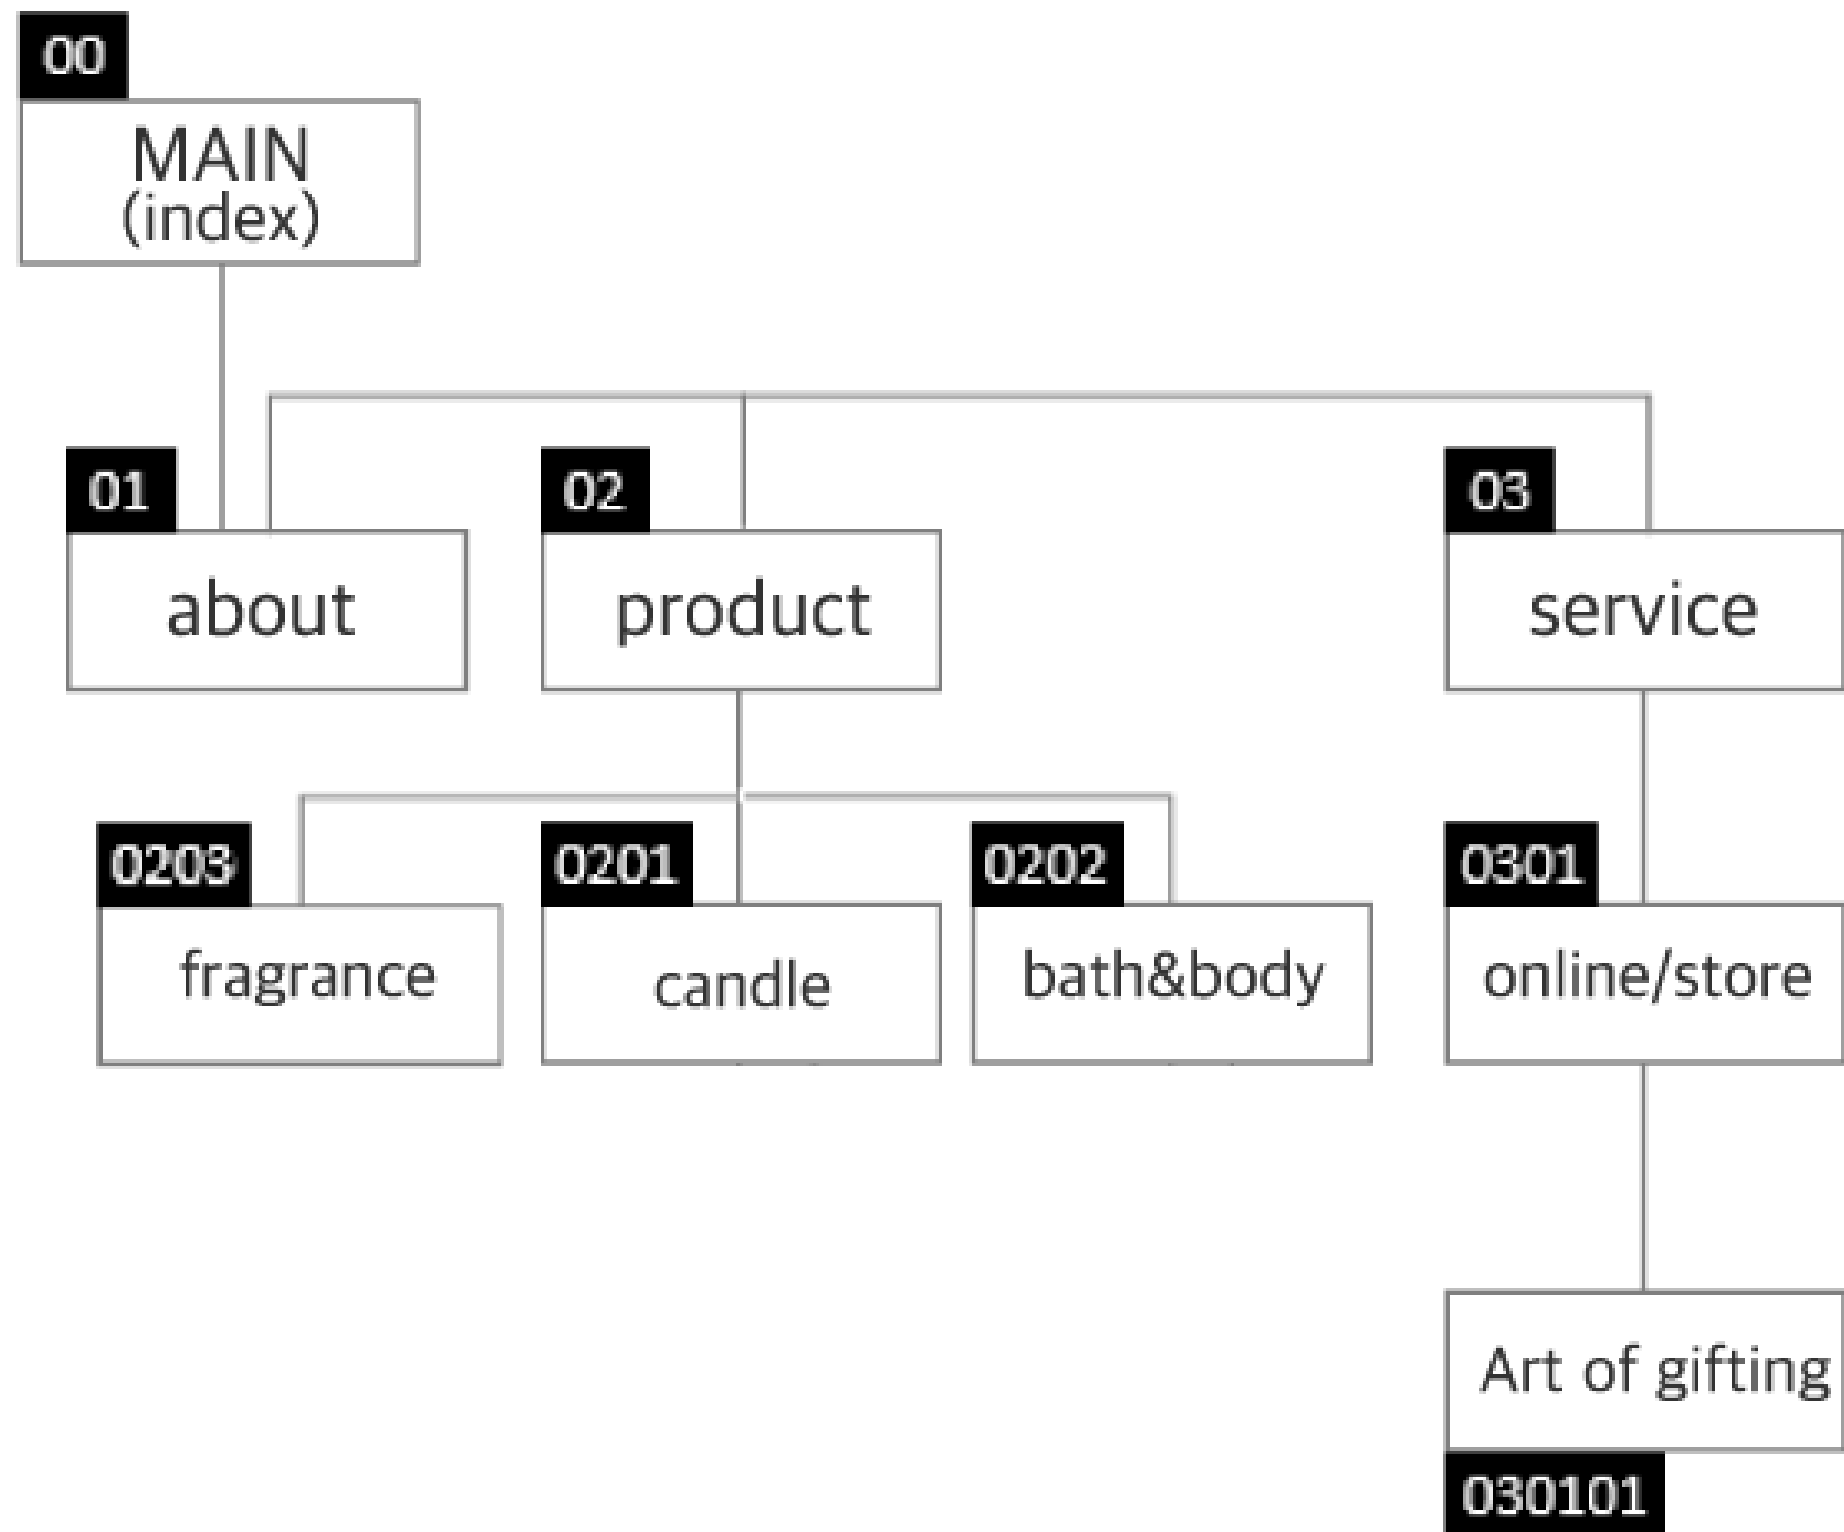 00
MAIN
(index)
01
about
02
product
03
service
0203
fragrance
0201
candle
0202
bath&body
0301
online/store
Art of gifting
030101